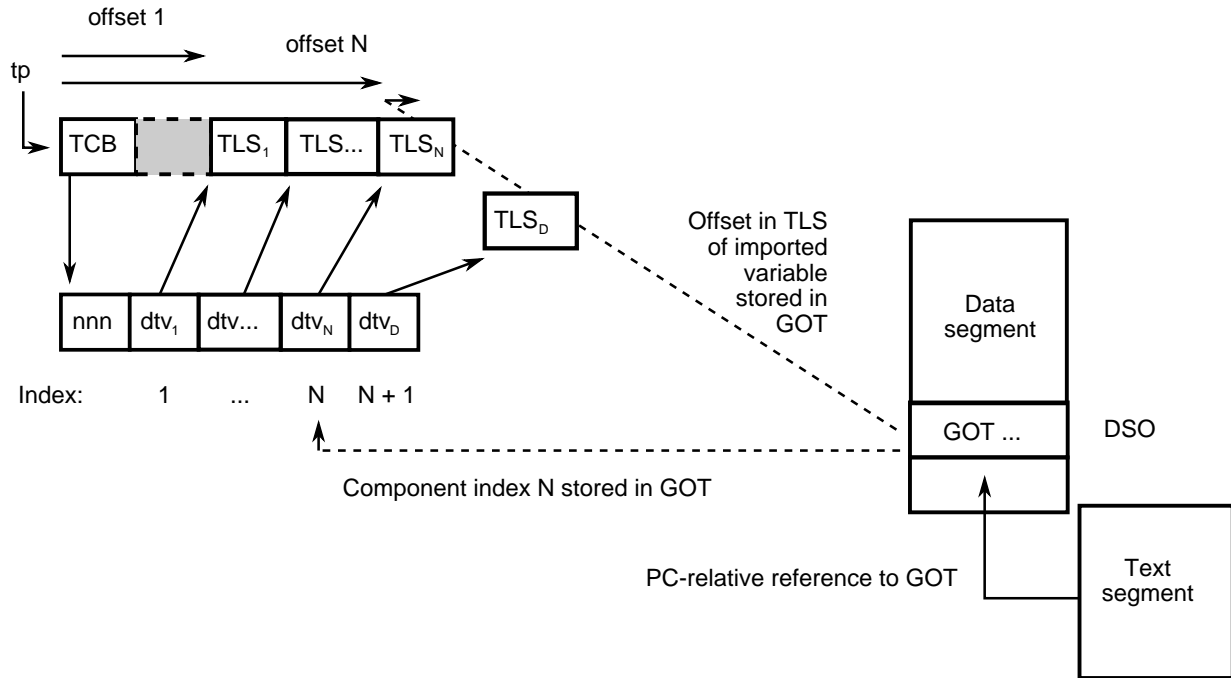 offset 1
offset N
tp
TCB
TLS1
TLS...
TLSN
TLSD
Offset in TLS
of imported
variable
stored in
GOT
Data
segment
nnn
dtv1
dtv...
dtvN
dtvD
Index:
1
...
N
N + 1
GOT ...
DSO
Component index N stored in GOT
PC-relative reference to GOT
Text
segment